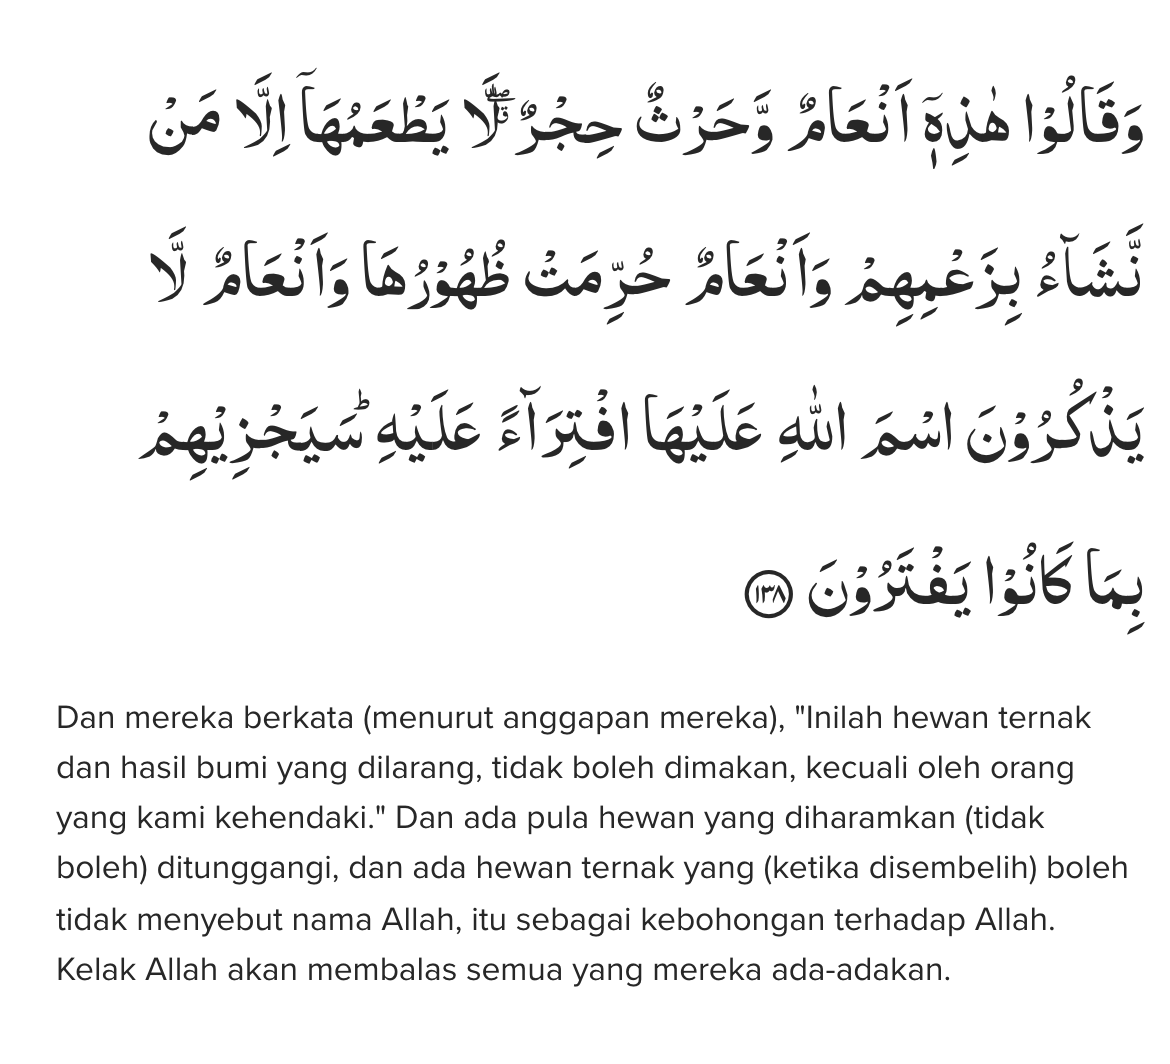 وَقَالُوْا هٰذِهٖٓ اَنْعَامٌ وَّحَرْثٌ حِجْرٌ ۖ لَّا يَطْعَمُهَآ اِلَّا مَنْ
نَّشَاۤءُ بِزَعْمِهِمْ وَاَنْعَامٌ حُرِّمَتْ ظُهُوْرُهَا وَاَنْعَامٌ لَّا
يَذْكُرُوْنَ اسْمَ اللّٰهِ عَلَيْهَا افْتِرَاۤءً عَلَيْهِۗ سَيَجْزِيْهِمْ
بِمَا كَانُوْا يَفْتَرُوْنَ ١٣٨
Dan mereka berkata (menurut anggapan mereka), "Inilah hewan ternak
dan hasil bumi yang dilarang, tidak boleh dimakan, kecuali oleh orang
yang kami kehendaki." Dan ada pula hewan yang diharamkan (tidak
boleh) ditunggangi, dan ada hewan ternak yang (ketika disembelih) boleh
tidak menyebut nama Allah, itu sebagai kebohongan terhadap Allah.
Kelak Allah akan membalas semua yang mereka ada-adakan.